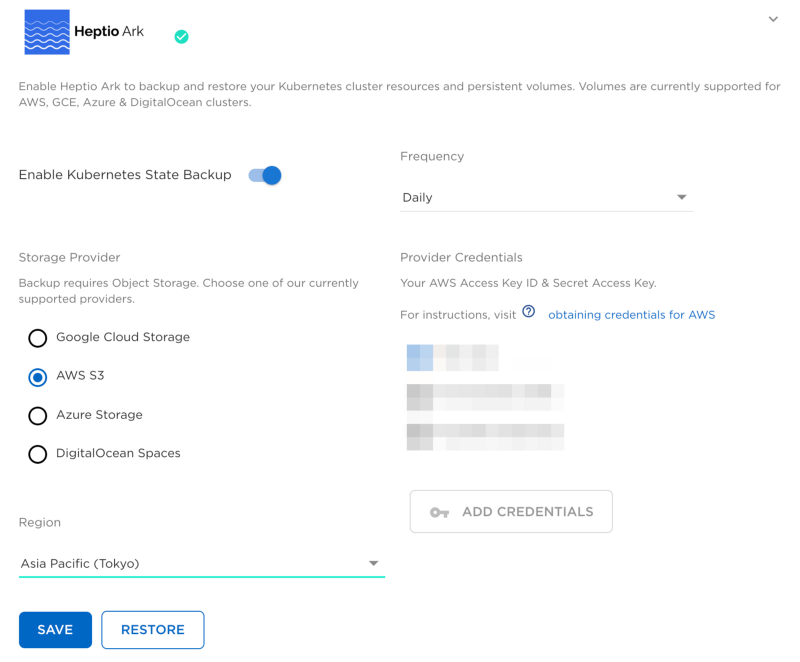 Heptio Ark
Enable Heptio Ark to backup and restore your Kubernetes cluster resources and persistent volumes. Volumes are currently supported for
AWS, GCE, Azure & DigitalOcean clusters.
Enable Kubernetes State Backup
Frequency
Daily
Storage Provider
Backup requires Object Storage. Choose one of our currently
supported providers.
Google Cloud Storage
AWS S3
Azure Storage
DigitalOcean Spaces
Provider Credentials
Your AWS Access Key ID & Secret Access Key.
For instructions, visit ? obtaining credentials for AWS
ADD CREDENTIALS
Region
Asia Pacific (Tokyo)
SAVE
RESTORE